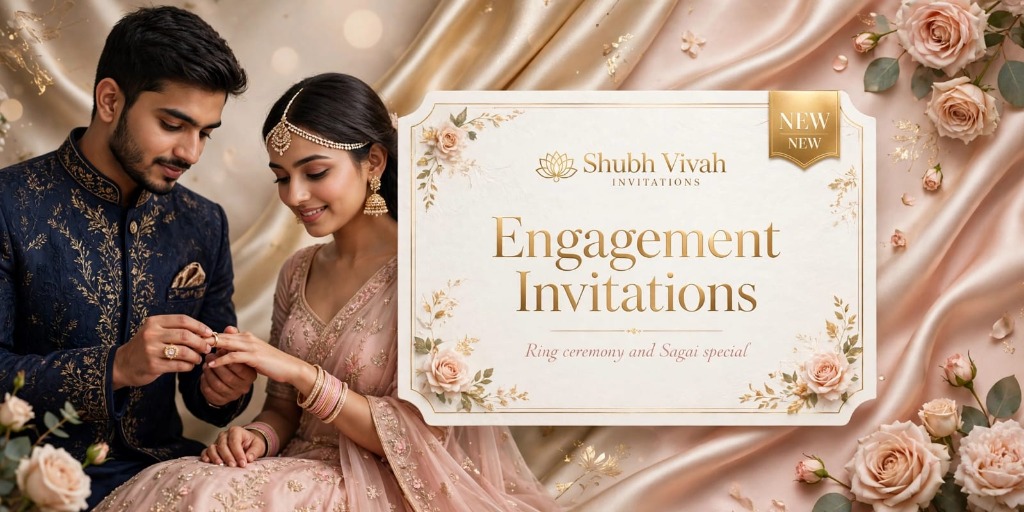 NEW
NEW
Shubh Vivah
INVITATIONS
Engagement
Invitations
Ring ceremony and Sagai special